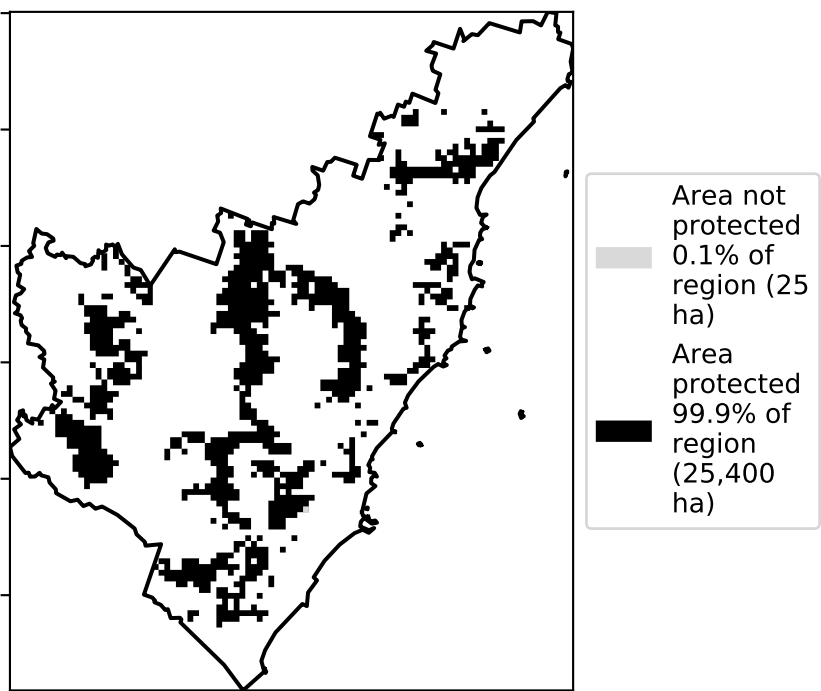 Area not
protected
0.1% of
region (25
ha)
Area
protected
99.9% of
region
(25,400
ha)